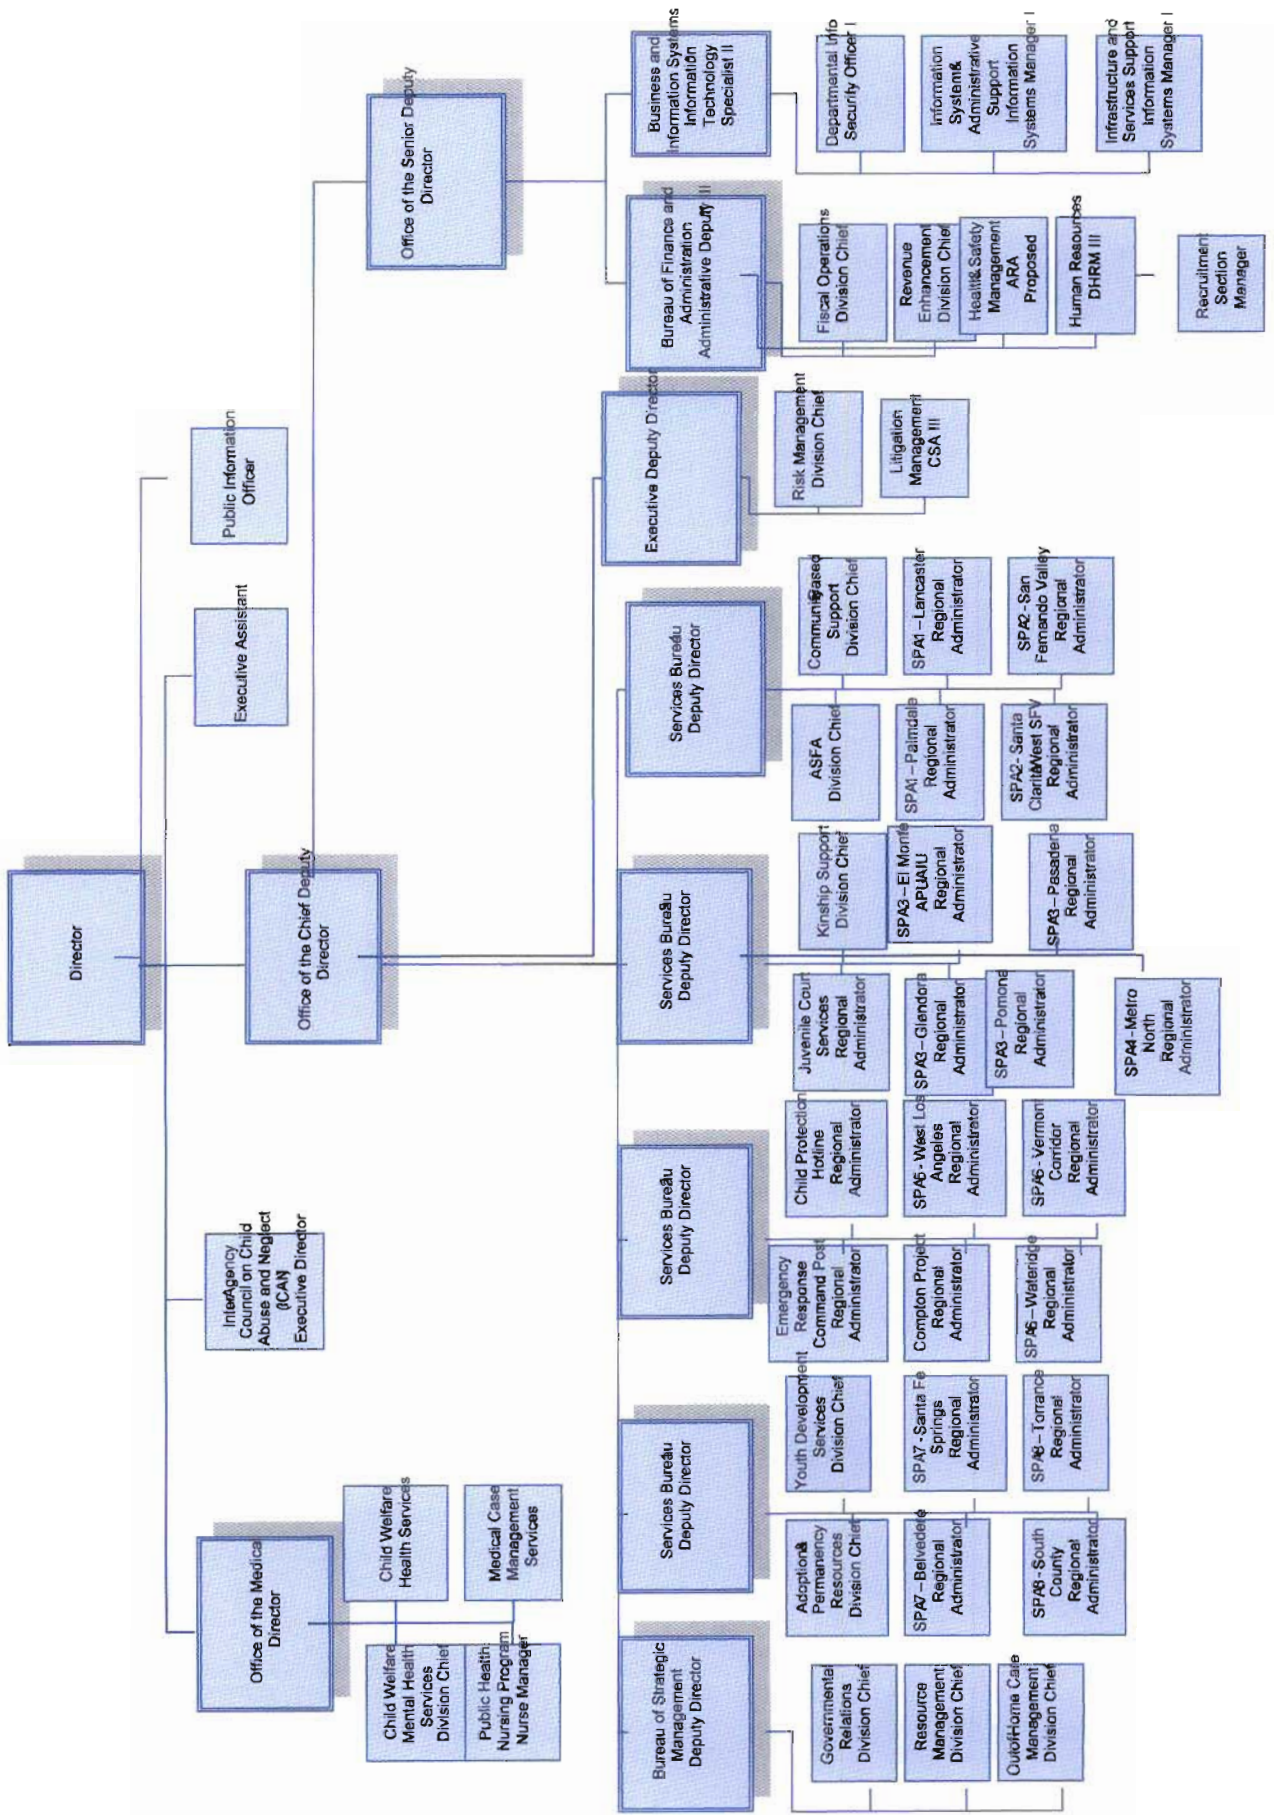 Director
Public Information
Officer
Executive Assistant
InterAgency
Council on Child
Abuse and Neglect
(ICAN)
Executive Director
Office of the Medical
Director
Child Welfare
Health Services
Medical Case
Management
Services
Child Welfare
Mental Health
Services
Division Chief
Public Health
Nursing Program
Nurse Manager
Office of the Chief Deputy
Director
Office of the Senior Deputy
Director
Bureau of Strategic
Management
Deputy Director
Governmental
Relations
Division Chief
Resource
Management
Division Chief
OutofHome Care
Management
Division Chief
Services Bureau
Deputy Director
Adoption&
Permanency
Resources
Division Chief
Youth Development
Services
Division Chief
SPA7–Belvedere
Regional
Administrator
SPA7 -Santa Fe
Springs
Regional
Administrator
SPA8 -South
County
Regional
Administrator
SPA8–Torrance
Regional
Administrator
Services Bureau
Deputy Director
Emergency
Response
Command Post
Regional
Administrator
Child Protection
Hotline
Regional
Administrator
Compton Project
Regional
Administrator
SPA5 - West Los
Angeles
Regional
Administrator
SPA6–Wateridge
Regional
Administrator
SPA6 - Vermont
Corridor
Regional
Administrator
Services Bureau
Deputy Director
Juvenile Court
Services
Regional
Administrator
Kinship Support
Division Chief
SPA3–Glendora
Regional
Administrator
SPA3–El Monte
APUAIU
Regional
Administrator
SPA3–Pomona
Regional
Administrator
SPA3–Pasadena
Regional
Administrator
SPA4 -Metro
North
Regional
Administrator
Services Bureau
Deputy Director
ASFA
Division Chief
CommunityBased
Support
Division Chief
SPA1–Palmdale
Regional
Administrator
SPA1–Lancaster
Regional
Administrator
SPA2- Santa
Clarita/West SFV
Regional
Administrator
SPA2 -San
Fernando Valley
Regional
Administrator
Executive Deputy Director
Risk Management
Division Chief
Litigation
Management
CSA III
Bureau of Finance and
Administration
Administrative Deputy III
Fiscal Operations
Division Chief
Revenue
Enhancement
Division Chief
Health&Safety
Management
ARA
Proposed
Human Resources
DHRM III
Recruitment
Section
Manager
Business and
Information Systems
Information
Technology
Specialist II
Departmental Info
Security Officer I
Information
System&
Administrative
Support
Information
Systems Manager I
Infrastructure and
Services Support
Information
Systems Manager I